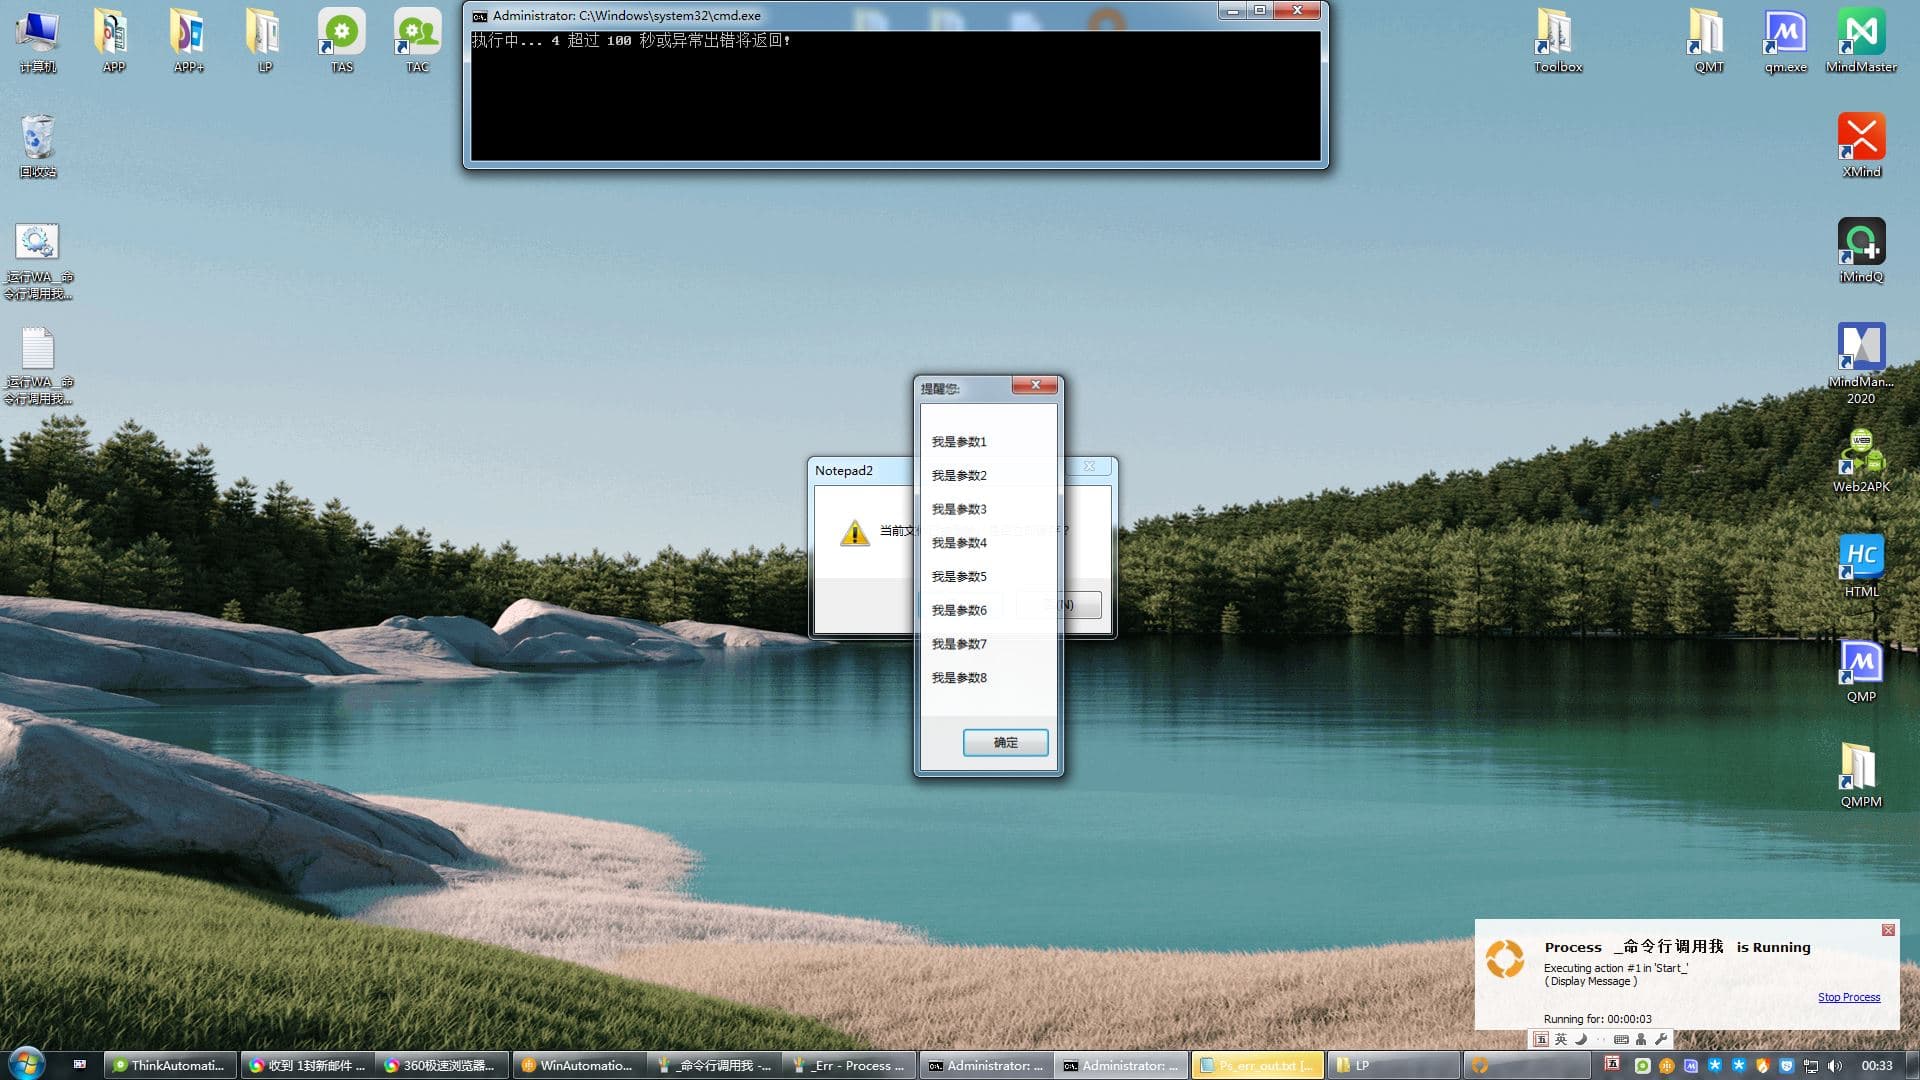 Administrator: C:\Windows\system32\cmd.exe
执行中... 4 超过 100 秒或异常出错将返回!
计算机
APP
APP+
LP
TAS
TAC
Toolbox
QMT
qm.exe
MindMaster
回收站
XMind
_运行WA__命
令行调用我...
iMindQ
_运行WA__命
令行调用我...
MindMan...
2020
Web2APK
HTML
QMP
QMPM
提醒您:
我是参数1
我是参数2
我是参数3
我是参数4
我是参数5
我是参数6
我是参数7
我是参数8
确定
Notepad2
当前文
?
(N)
Process _命令行调用我 is Running
Executing action #1 in 'Start_'
( Display Message )
Stop Process
Running for: 00:00:03
五 英
ThinkAutomati...
收到 1封新邮件 ...
360极速浏览器...
WinAutomatio...
_命令行调用我 -...
_Err - Process ...
Administrator: ...
Administrator: ...
Ps_err_out.txt [...
LP
五
00:33